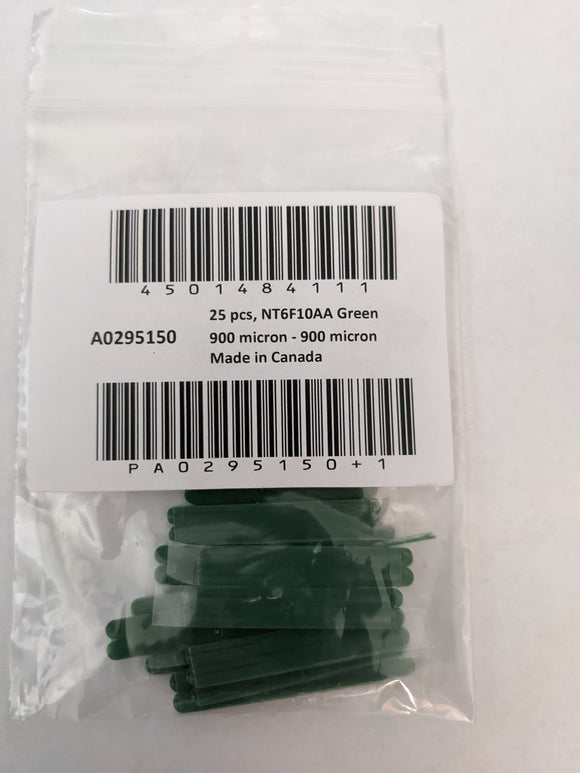 4501484111
25 pcs, NT6F10AA Green
A0295150
900 micron - 900 micron
Made in Canada
PA0295150+1